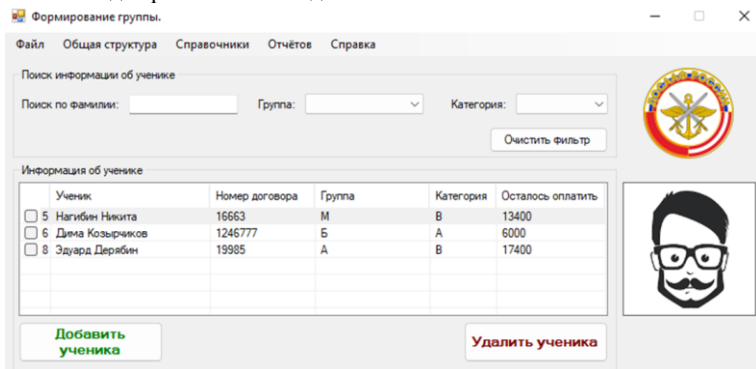 Формирование группы.
Файл Общая структура Справочники Отчётов Справка
Поиск информации об ученике
Поиск по фамилии: Группа: Категория:
Очистить фильтр
Информация об ученике
Ученик Номер договора Группа Категория Осталось оплатить
5 Нагибин Никита 16663 М В 13400
6 Дима Козырчиков 1246777 Б А 6000
8 Эдуард Дерябин 19985 А В 17400
Добавить
ученика
Удалить ученика